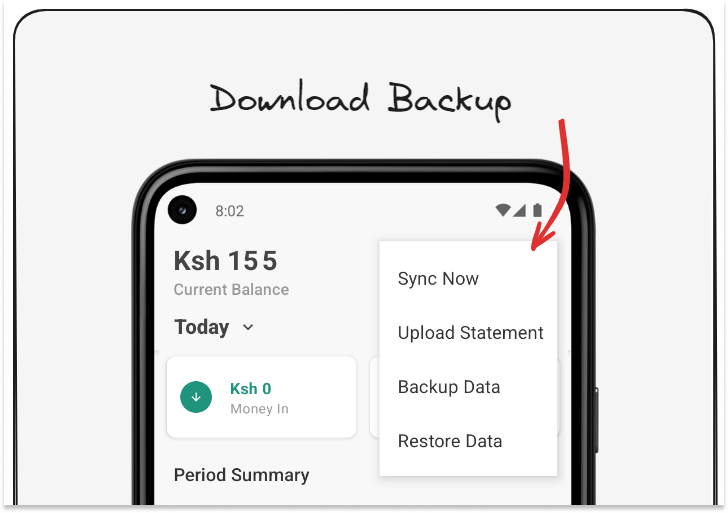 Download Backup
8:02
Ksh 155
Current Balance
Today
Sync Now
Upload Statement
Backup Data
Restore Data
Ksh 0
Money In
Period Summary